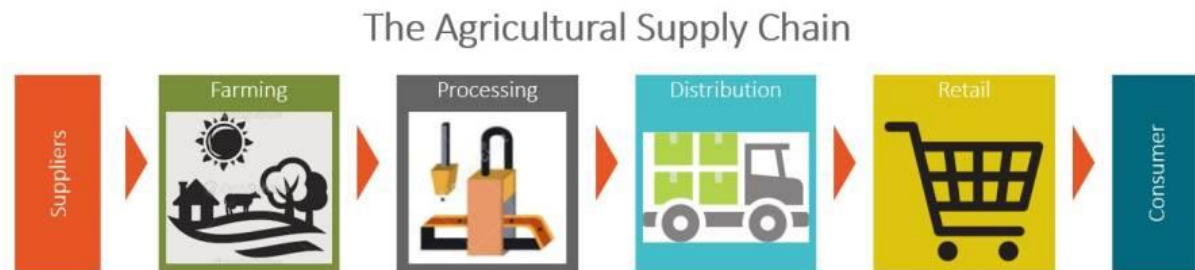 The Agricultural Supply Chain
Suppliers
Farming
Processing
Distribution
Retail
Consumer